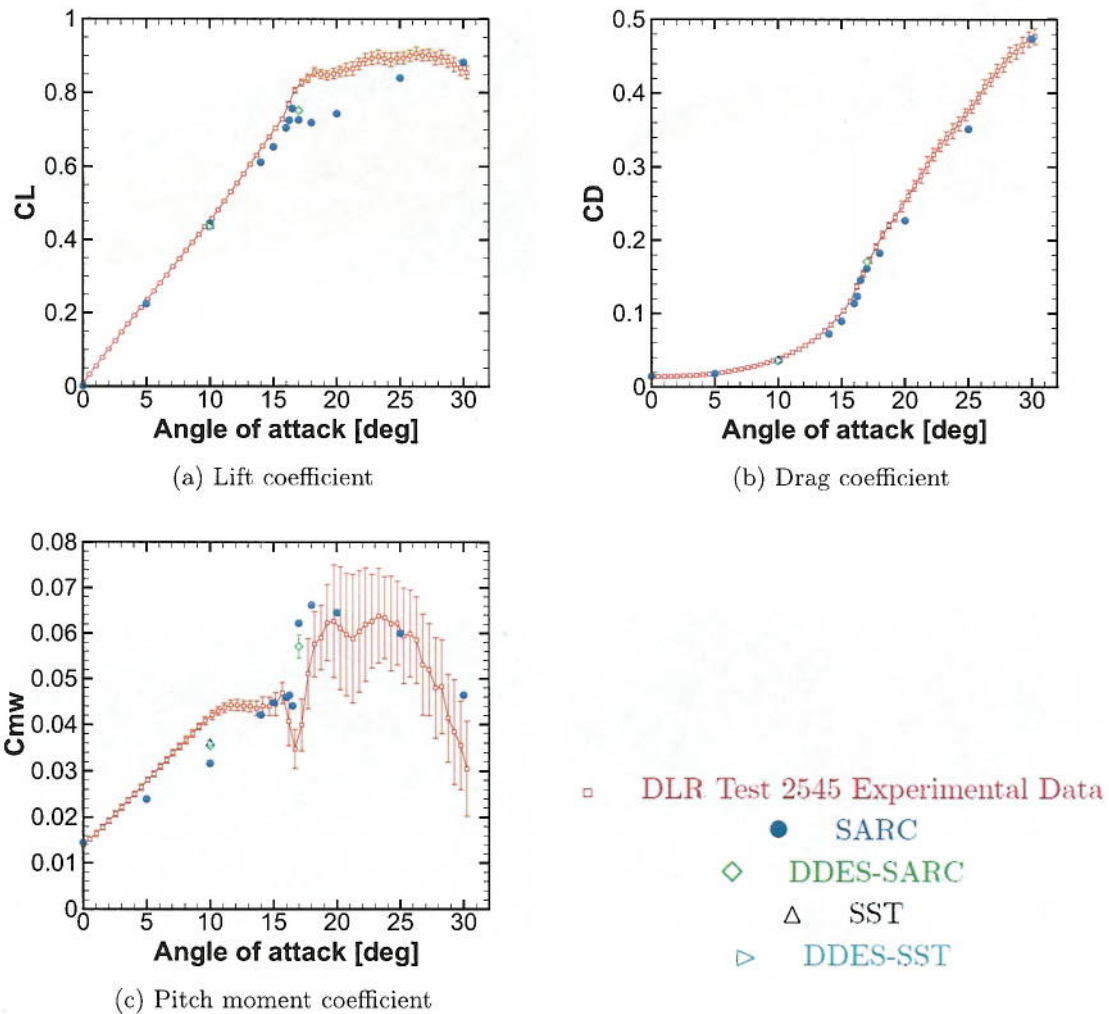 1
0.8
0.6
0.4
0.2
0
CL
0 5 10 15 20 25 30
Angle of attack [deg]
(a) Lift coefficient
0.5
0.4
0.3
0.2
0.1
0
CD
0 5 10 15 20 25 30
Angle of attack [deg]
(b) Drag coefficient
0.08
0.07
0.06
0.05
0.04
0.03
0.02
0.01
0
Cmw
0 5 10 15 20 25 30
Angle of attack [deg]
(c) Pitch moment coefficient
DLR Test 2545 Experimental Data
SARC
DDES-SARC
SST
DDES-SST